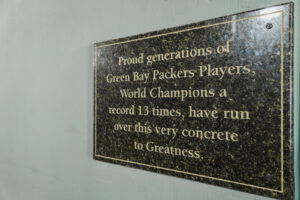 Proud generations of
Green Bay Packers Players,
World Champions a
record 13 times, have run
over this very concrete
to Greatness.